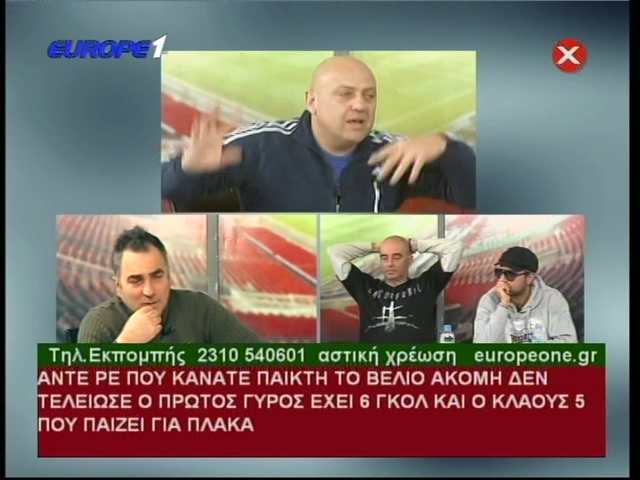 EUROPE1
Τηλ.Εκπομπής 2310 540601 αστική χρέωση europeone.gr
ΑΝΤΕ ΡΕ ΠΟΥ ΚΑΝΑΤΕ ΠΑΙΚΤΗ ΤΟ ΒΕΛΙΟ ΑΚΟΜΗ ΔΕΝ
ΤΕΛΕΙΩΣΕ Ο ΠΡΩΤΟΣ ΓΥΡΟΣ ΕΧΕΙ 6 ΓΚΟΛ ΚΑΙ Ο ΚΛΑΟΥΣ 5
ΠΟΥ ΠΑΙΖΕΙ ΓΙΑ ΠΛΑΚΑ